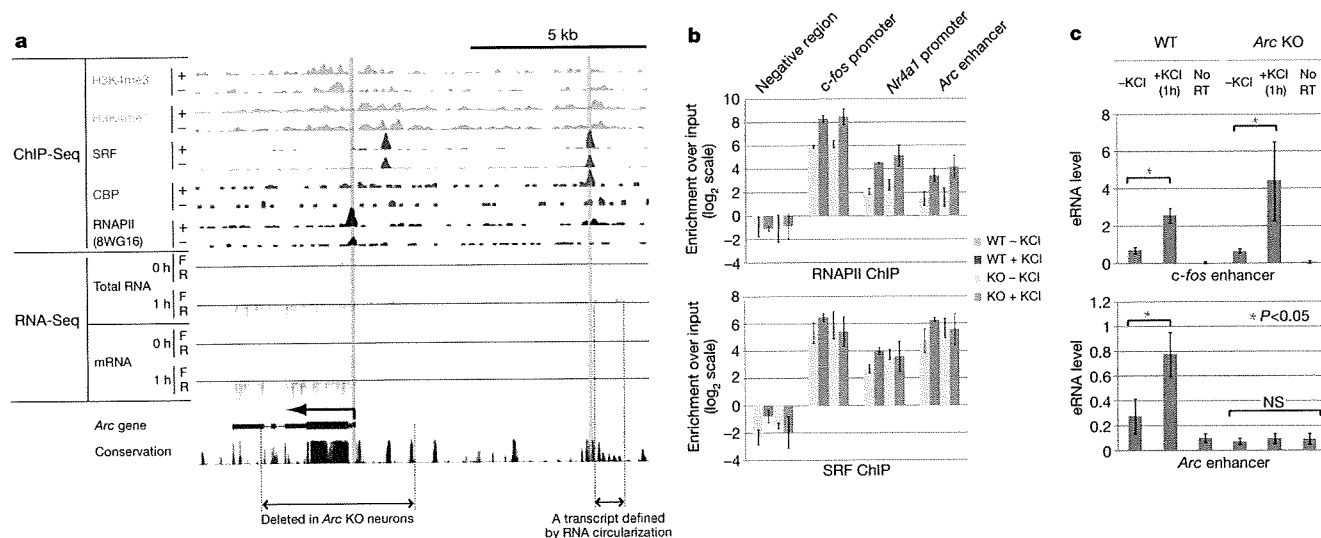 a
5 kb
ChIP-Seq
H3K4me3
+
–
H3K4me1
+
–
SRF
+
–
CBP
+
–
RNAPII
(8WG16)
+
–
RNA-Seq
Total RNA
0 h
F
R
1 h
F
R
mRNA
0 h
F
R
1 h
F
R
Arc gene
Conservation
Deleted in Arc KO neurons
A transcript defined
by RNA circularization
b
Negative region
c-fos promoter
Nr4a1 promoter
Arc enhancer
Enrichment over input
(log2 scale)
10
8
6
4
2
0
−2
−4
RNAPII ChIP
WT − KCl
WT + KCl
KO − KCl
KO + KCl
Enrichment over input
(log2 scale)
8
6
4
2
0
−2
−4
SRF ChIP
c
WT
Arc KO
−KCl
+KCl
(1h)
No
RT
−KCl
+KCl
(1h)
No
RT
eRNA level
8
6
4
2
0
*
*
c-fos enhancer
eRNA level
1.2
1
0.8
0.6
0.4
0.2
0
*
* P<0.05
NS
Arc enhancer